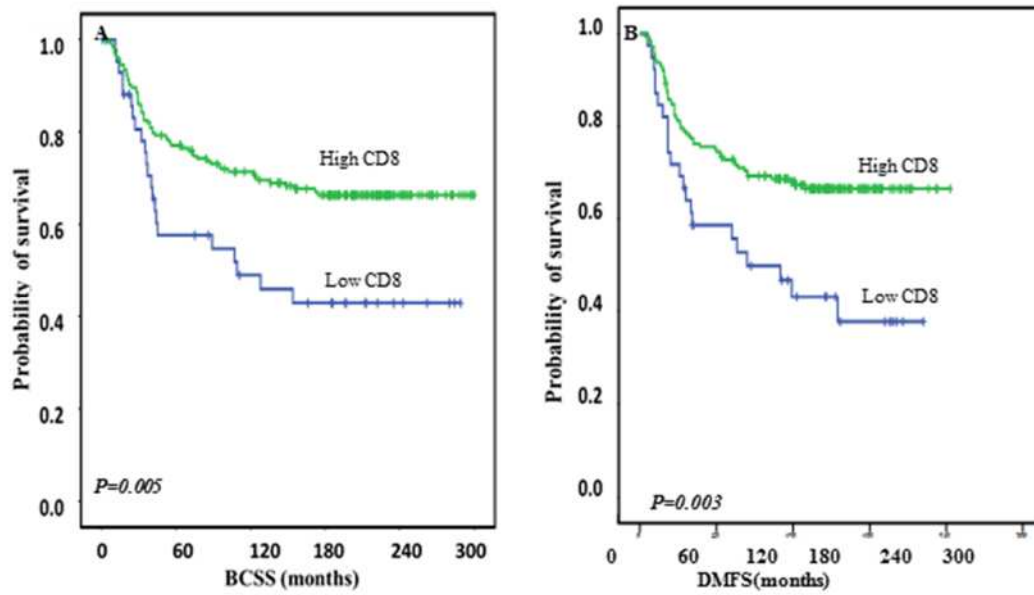 A
1.0
0.8
0.6
0.4
0.2
0.0
Probability of survival
High CD8
Low CD8
P=0.005
0 60 120 180 240 300
BCSS (months)
B
1.0
0.8
0.6
0.4
0.2
0.0
Probability of survival
High CD8
Low CD8
P=0.003
0 60 120 180 240 300
DMFS(months)